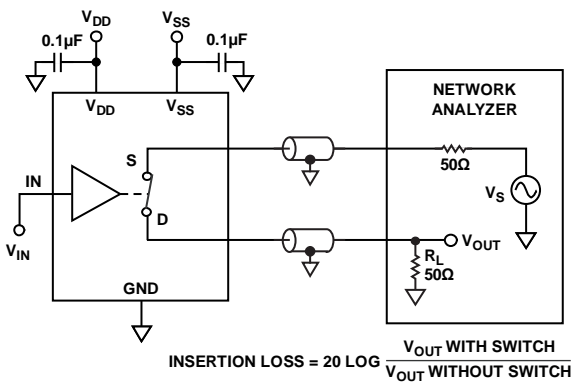 V_DD
V_SS
0.1µF
0.1µF
V_DD
V_SS
NETWORK
ANALYZER
S
50Ω
IN
V_S
D
V_OUT
V_IN
R_L
50Ω
GND
INSERTION LOSS = 20 LOG V_OUT WITH SWITCH
V_OUT WITHOUT SWITCH